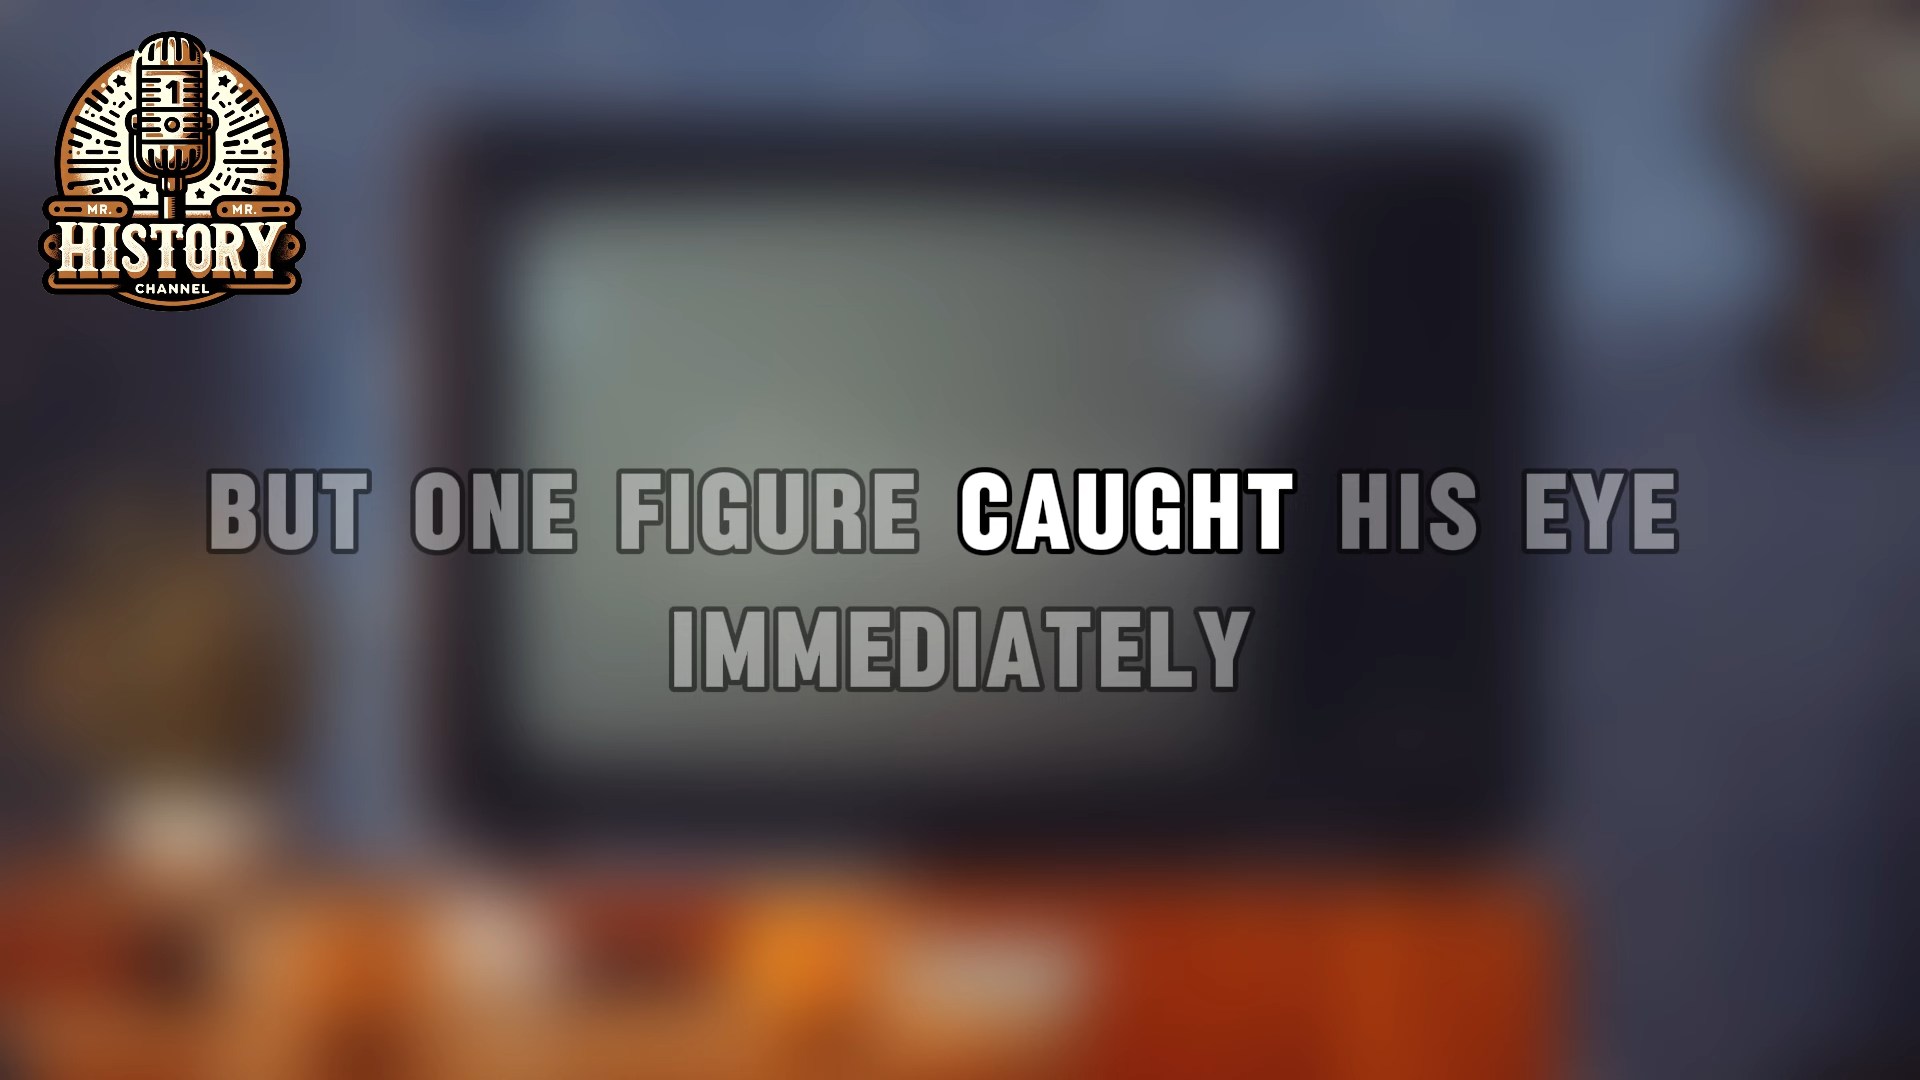 1
MR. MR.
HISTORY
CHANNEL
BUT ONE FIGURE CAUGHT HIS EYE
IMMEDIATELY